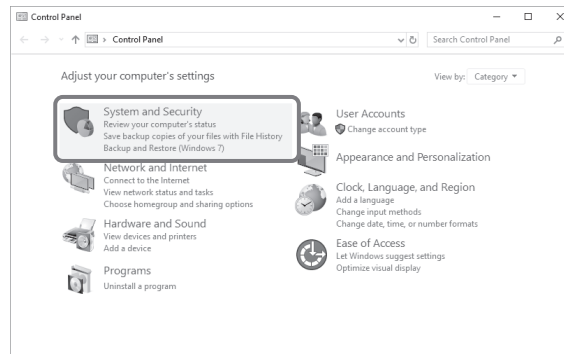 Control Panel
Control Panel
Search Control Panel
Adjust your computer's settings
View by: Category
System and Security
Review your computer's status
Save backup copies of your files with File History
Backup and Restore (Windows 7)
Network and Internet
Connect to the Internet
View network status and tasks
Choose homegroup and sharing options
Hardware and Sound
View devices and printers
Add a device
Programs
Uninstall a program
User Accounts
Change account type
Appearance and Personalization
Clock, Language, and Region
Add a language
Change input methods
Change date, time, or number formats
Ease of Access
Let Windows suggest settings
Optimize visual display